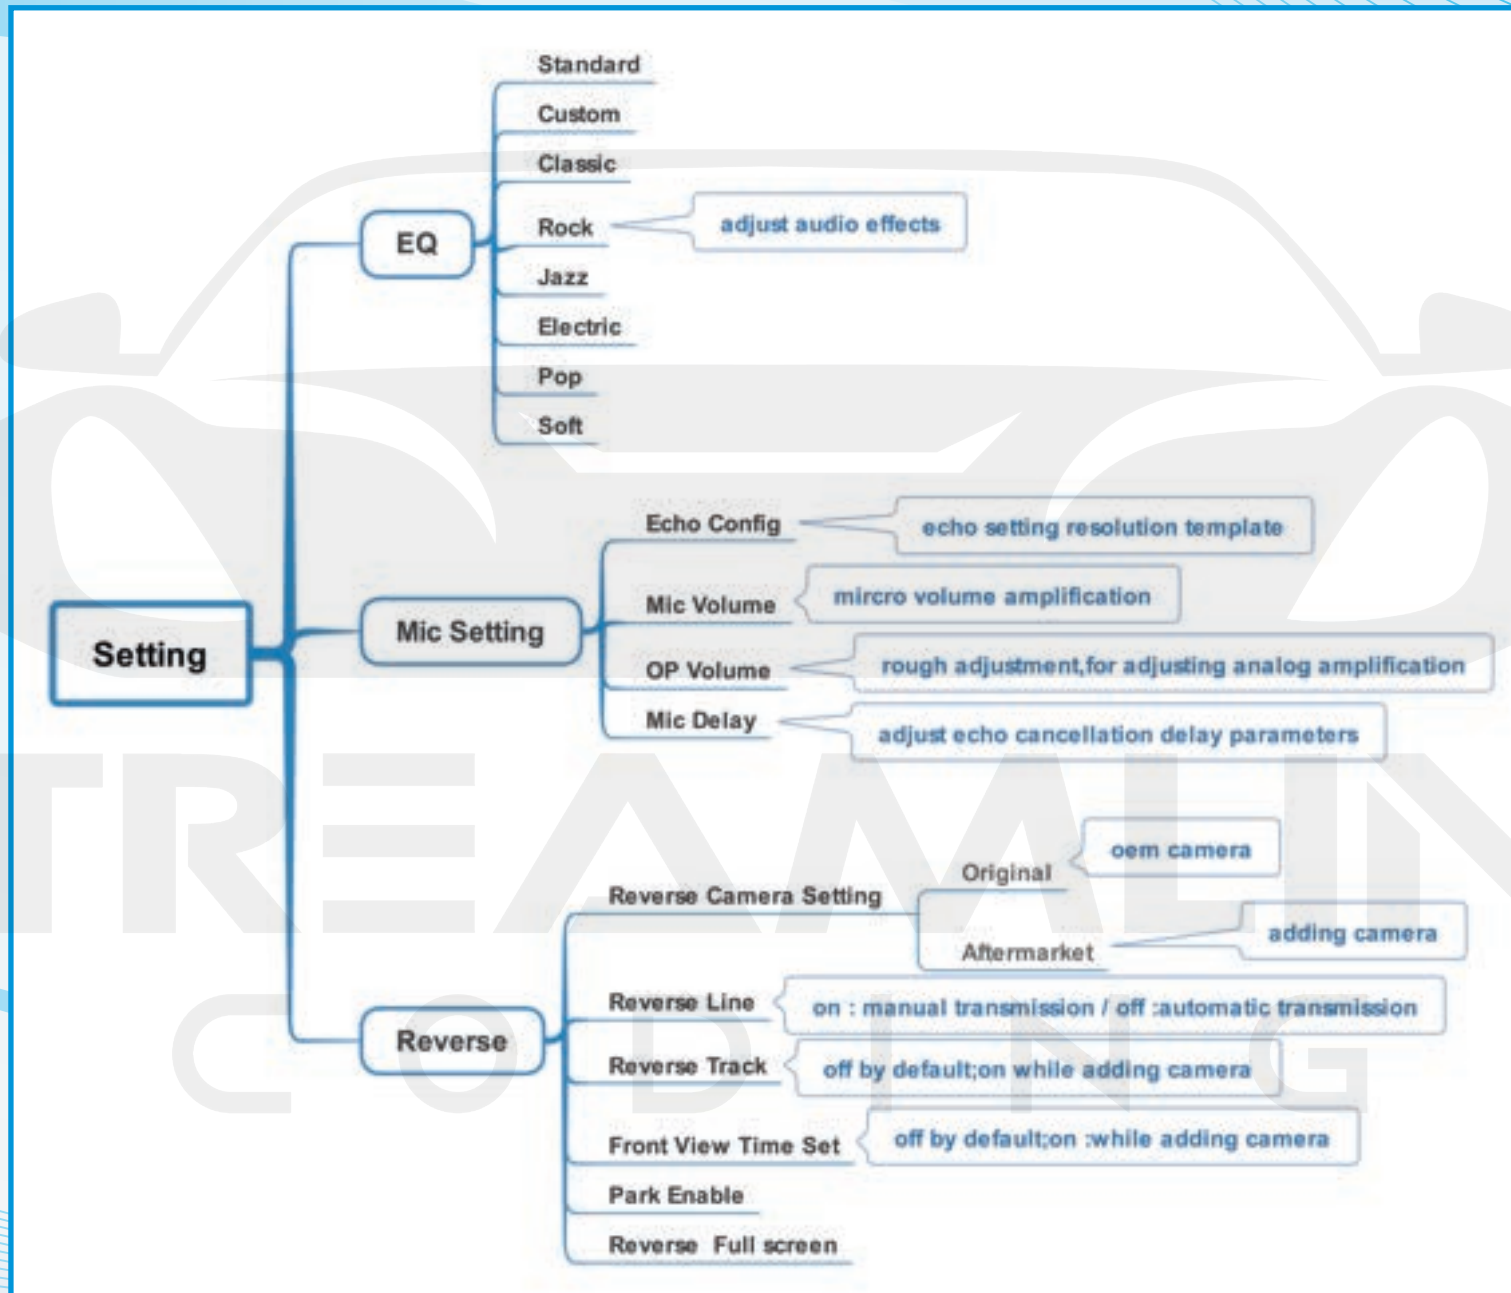 Standard
Custom
Classic
Rock
adjust audio effects
EQ
Jazz
Electric
Pop
Soft
Echo Config
echo setting resolution template
Mic Volume
mircro volume amplification
Mic Setting
Setting
OP Volume
rough adjustment,for adjusting analog amplification
Mic Delay
adjust echo cancellation delay parameters
STREAMLINE
CODING
Original
oem camera
Reverse Camera Setting
Aftermarket
adding camera
Reverse Line
on : manual transmission / off :automatic transmission
Reverse
Reverse Track
off by default;on while adding camera
Front View Time Set
off by default;on :while adding camera
Park Enable
Reverse Full screen